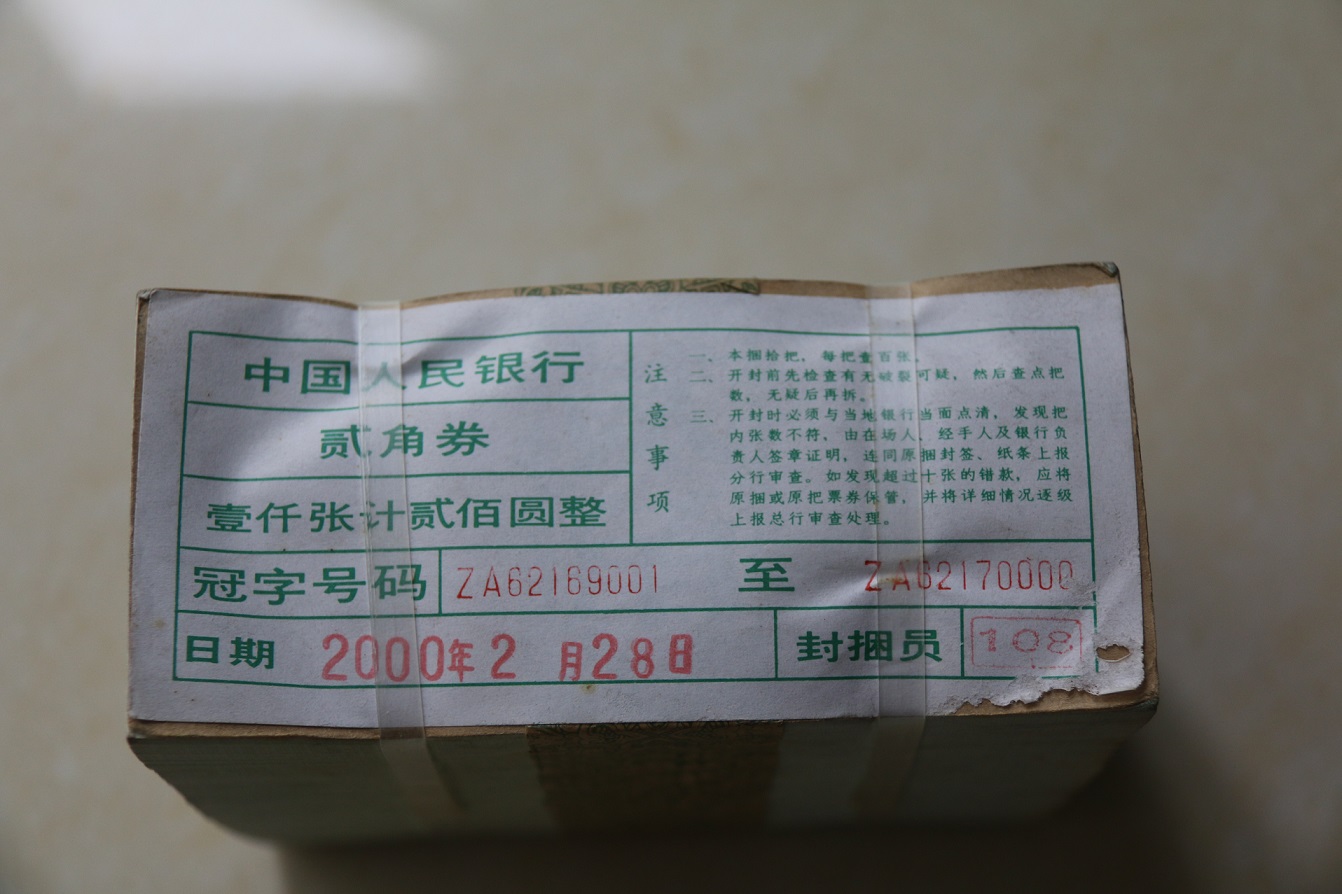 中国人民银行
贰角券
壹仟张计贰佰圆整
注意事项
一、本捆拾把，每把壹百张。
二、开封前先检查有无破裂可疑，然后查点把
数，无疑后再拆。
三、开封时必须与当地银行当面点清，发现把
内张数不符，由在场人、经手人及银行负
责人签章证明，连同原捆封签、纸条上报
分行审查。如发现超过十张的错款，应将
原捆或原把票券保管，并将详细情况逐级
上报总行审查处理。
冠字号码 ZA62169001 至 ZA62170000
日期 2000年2月28日 封捆员 108